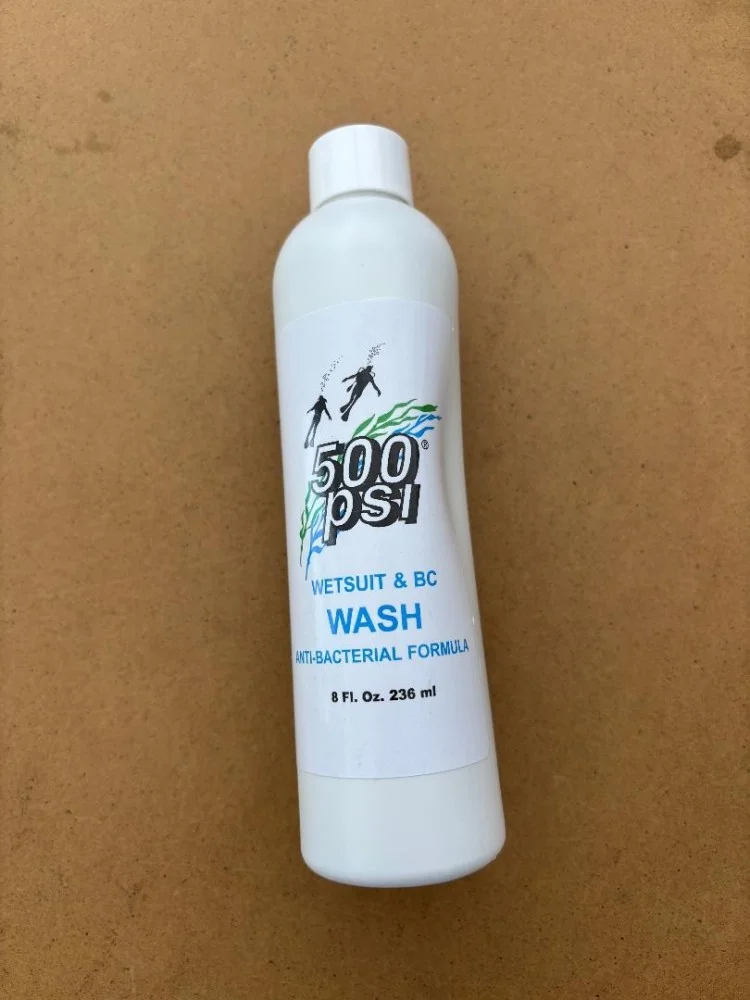 500®
psi
WETSUIT & BC
WASH
ANTI-BACTERIAL FORMULA
8 Fl. Oz. 236 ml